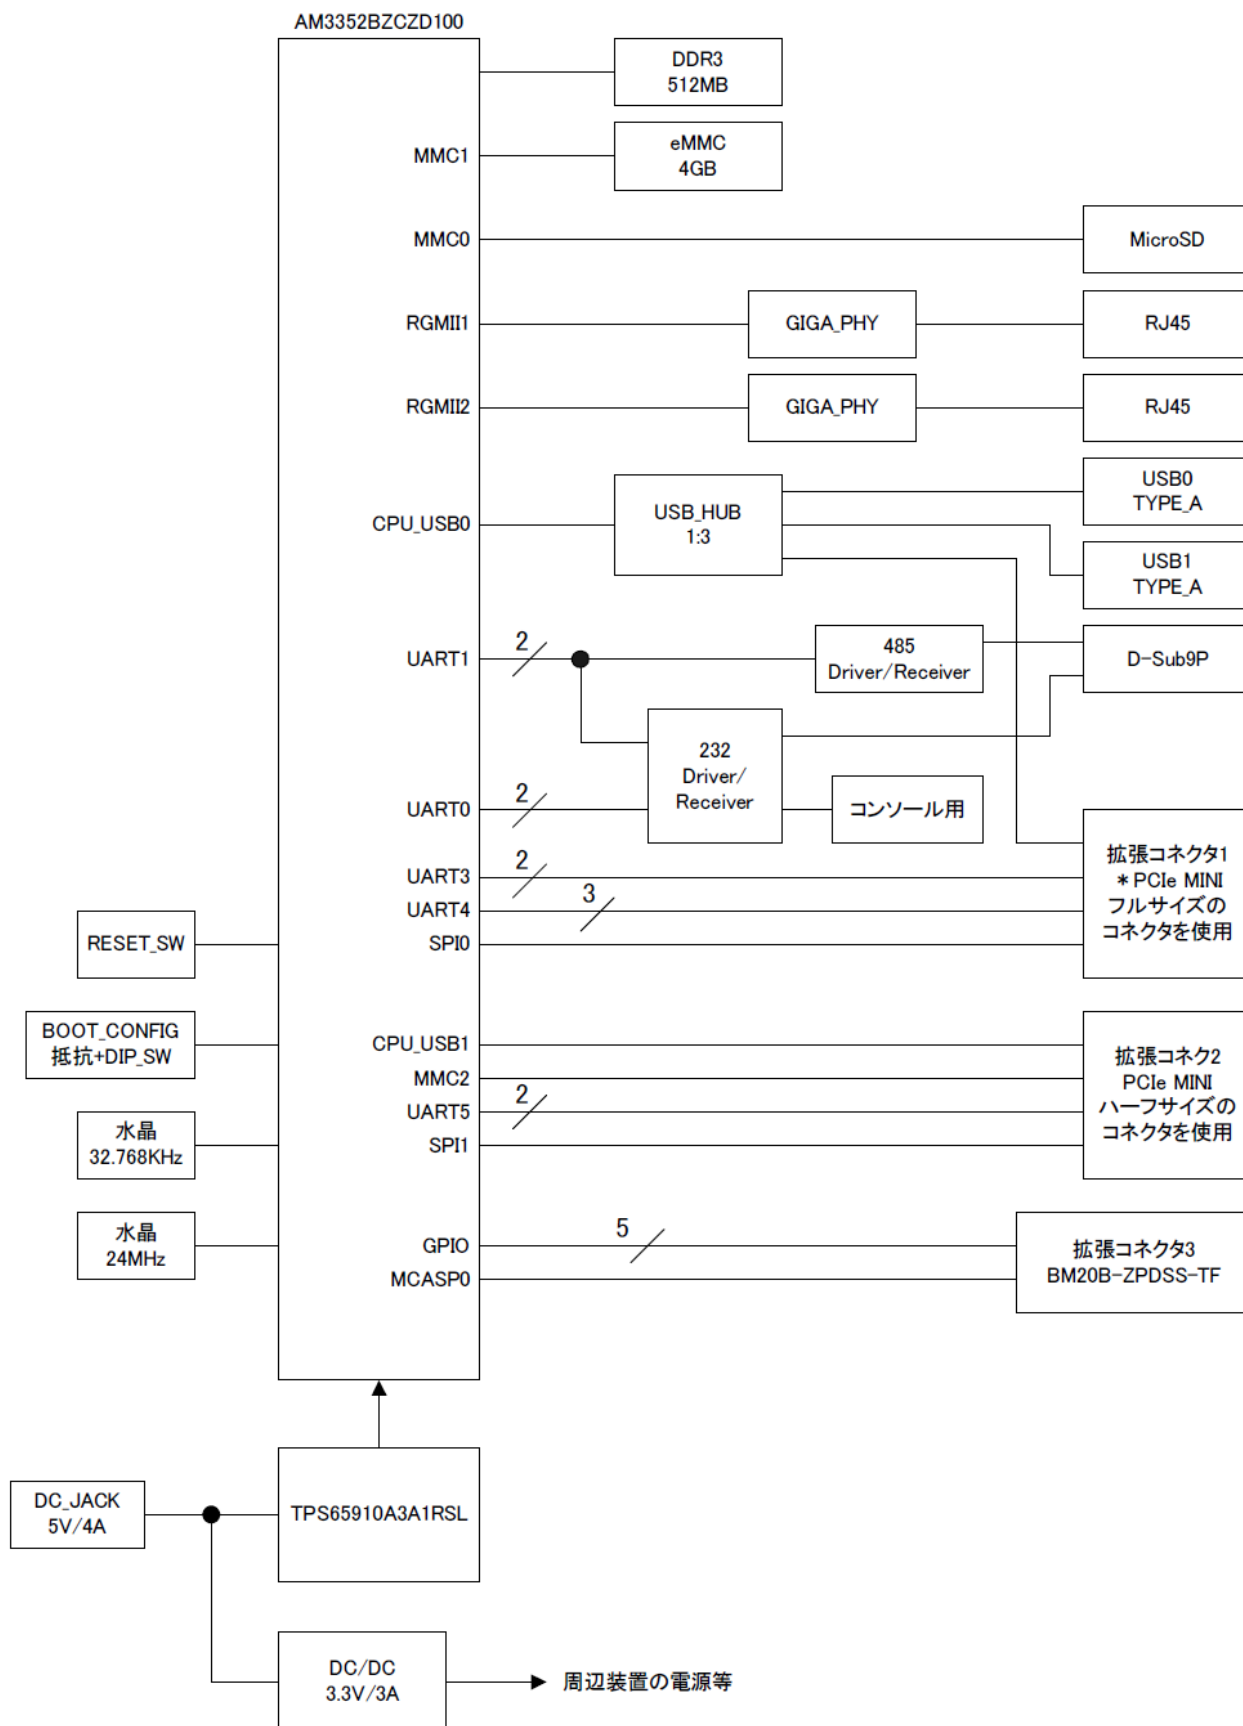 AM3352BZCZD100
DDR3
512MB
MMC1
eMMC
4GB
MMC0
MicroSD
RGMII1
GIGA_PHY
RJ45
RGMII2
GIGA_PHY
RJ45
CPU_USB0
USB_HUB
1:3
USB0
TYPE_A
USB1
TYPE_A
UART1
2
485
Driver/Receiver
D-Sub9P
232
Driver/
Receiver
UART0
2
コンソール用
UART3
2
UART4
3
SPI0
拡張コネクタ1
＊PCIe MINI
フルサイズの
コネクタを使用
RESET_SW
BOOT_CONFIG
抵抗+DIP_SW
CPU_USB1
MMC2
UART5
2
SPI1
拡張コネク2
PCIe MINI
ハーフサイズの
コネクタを使用
水晶
32.768KHz
水晶
24MHz
GPIO
5
MCASP0
拡張コネクタ3
BM20B-ZPDSS-TF
DC_JACK
5V/4A
TPS65910A3A1RSL
DC/DC
3.3V/3A
周辺装置の電源等